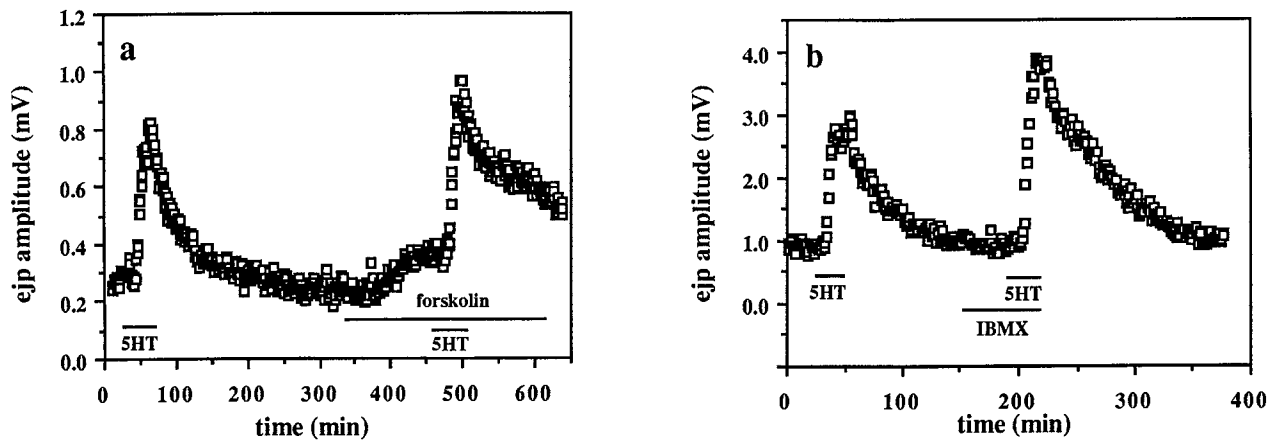 a
ejp amplitude (mV)
1.2
1.0
0.8
0.6
0.4
0.2
0.0
forskolin
5HT
5HT
0 100 200 300 400 500 600
time (min)
b
ejp amplitude (mV)
4.0
3.0
2.0
1.0
0.0
5HT
5HT
IBMX
0 100 200 300 400
time (min)